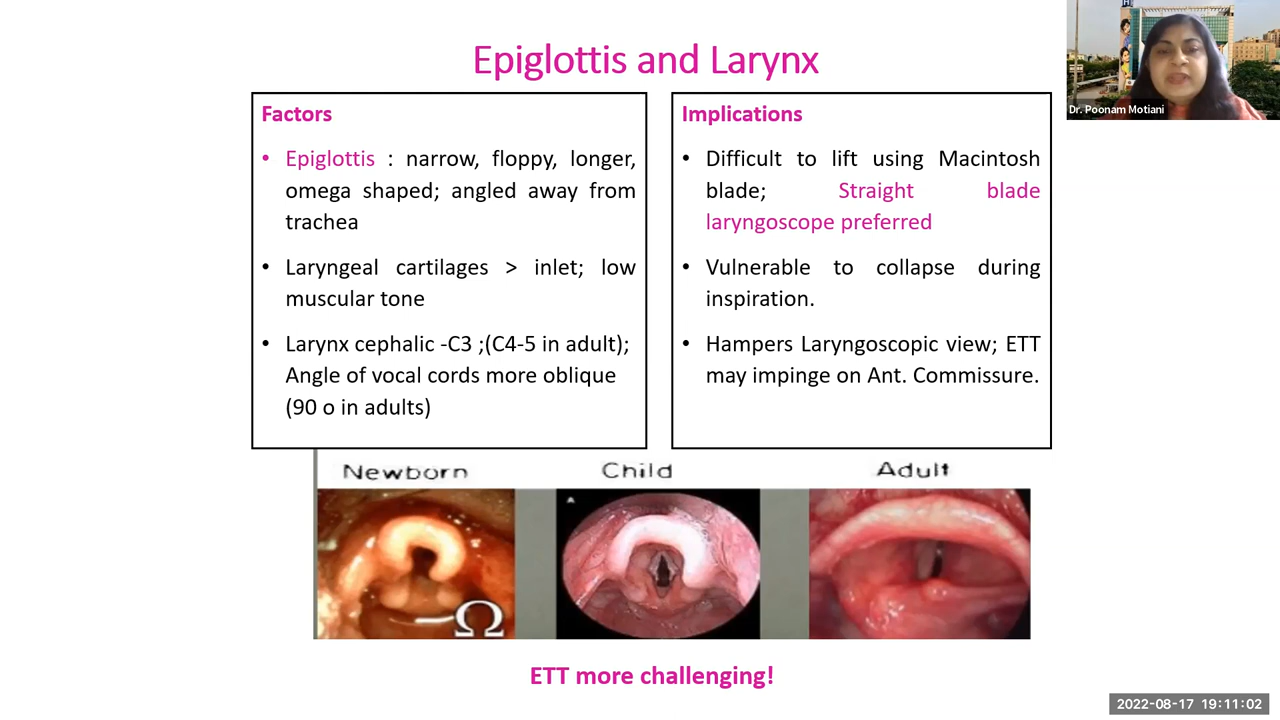 Epiglottis and Larynx
Dr. Poonam Motiani
Factors
• Epiglottis : narrow, floppy, longer,
omega shaped; angled away from
trachea
• Laryngeal cartilages > inlet; low
muscular tone
• Larynx cephalic -C3 ;(C4-5 in adult);
Angle of vocal cords more oblique
(90 o in adults)
Implications
• Difficult to lift using Macintosh
blade; Straight blade
laryngoscope preferred
• Vulnerable to collapse during
inspiration.
• Hampers Laryngoscopic view; ETT
may impinge on Ant. Commissure.
Newborn
Child
Adult
A
Ω
ETT more challenging!
2022-08-17 19:11:02